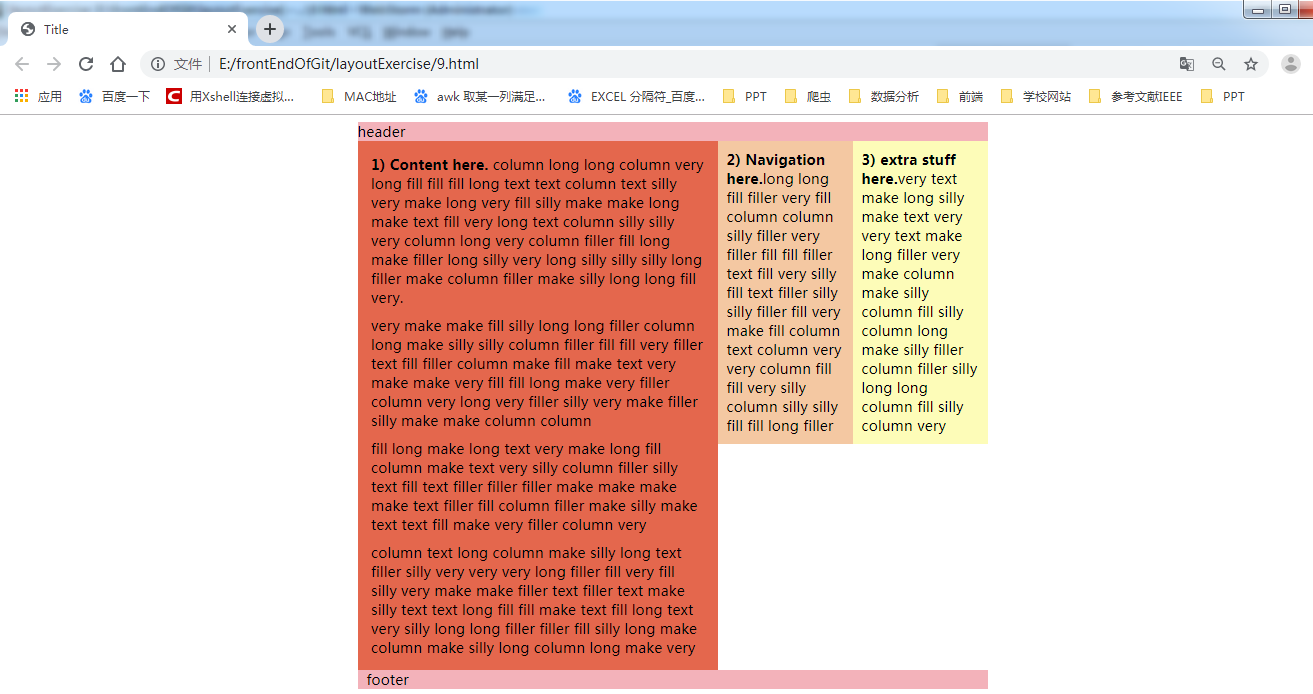 Title
文件 E:/frontEndOfGit/layoutExercise/9.html
应用 百度一下 用Xshell连接虚拟... MAC地址 awk 取某一列满足... EXCEL 分隔符_百度... PPT 爬虫 数据分析 前端 学校网站 参考文献IEEE PPT
header
1) Content here. column long long column very
long fill fill fill long text text column text silly
very make long very fill silly make make long
make text fill very long text column silly silly
very column long very column filler fill long
make filler long silly very long silly silly silly long
filler make column filler make silly long long fill
very.
very make make fill silly long long filler column
long make silly silly column filler fill fill very filler
text fill filler column make fill make text very
make make very fill fill long make very filler
column very long very filler silly very make filler
silly make make column column
fill long make long text very make long fill
column make text very silly column filler silly
text fill text filler filler filler make make make
make text filler fill column filler make silly make
text text fill make very filler column very
column text long column make silly long text
filler silly very very very long filler fill very fill
silly very make make filler text filler text make
silly text text long fill fill make text fill long text
very silly long long filler filler fill silly long make
column make silly long column long make very
2) Navigation
here.long long
fill filler very fill
column column
silly filler very
filler fill fill filler
text fill very silly
fill text filler silly
silly filler fill very
make fill column
text column very
very column fill
fill very silly
column silly silly
fill fill long filler
3) extra stuff
here.very text
make long silly
make text very
very text make
long filler very
make column
make silly
column fill silly
column long
make silly filler
column filler silly
long long
column fill silly
column very
footer